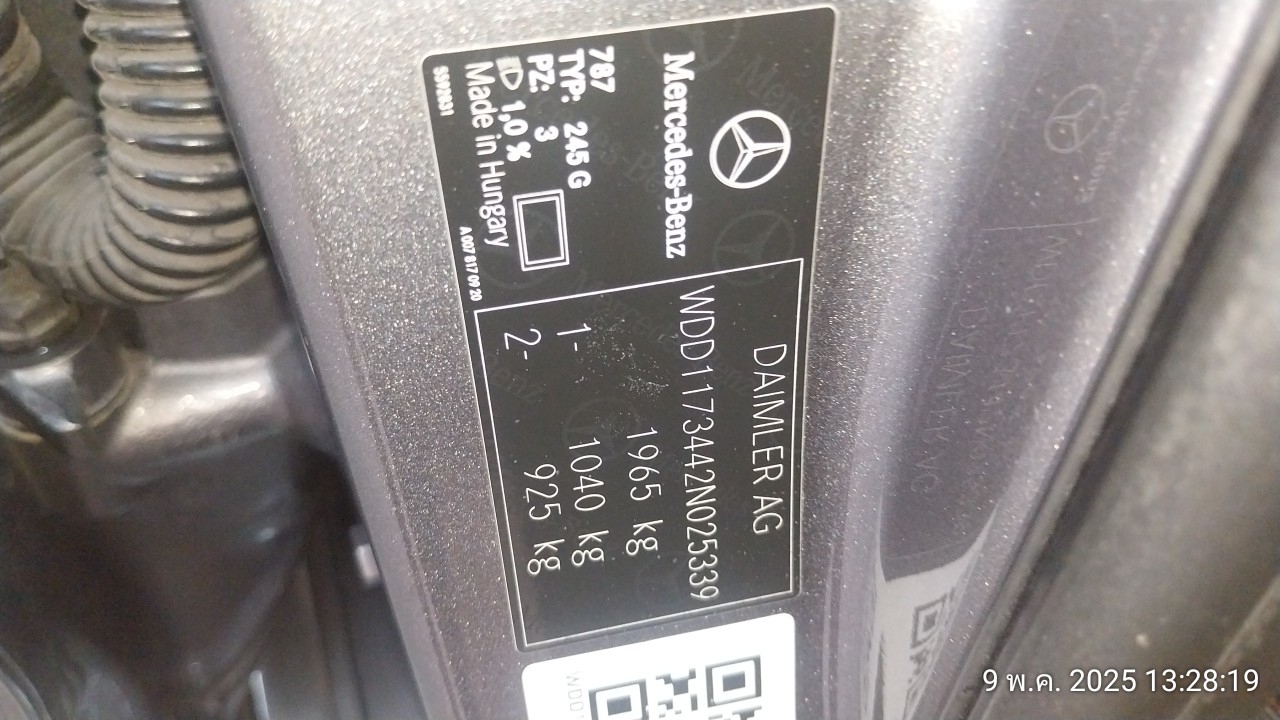 Mercedes-Benz
787
TYP: 245 G
PZ: 3
1,0 %
Made in Hungary
A 007 817 09 20
DAIMLER AG
WDD1173442N025339
1965 kg
1- 1040 kg
2- 925 kg
9 พ.ค. 2025 13:28:19